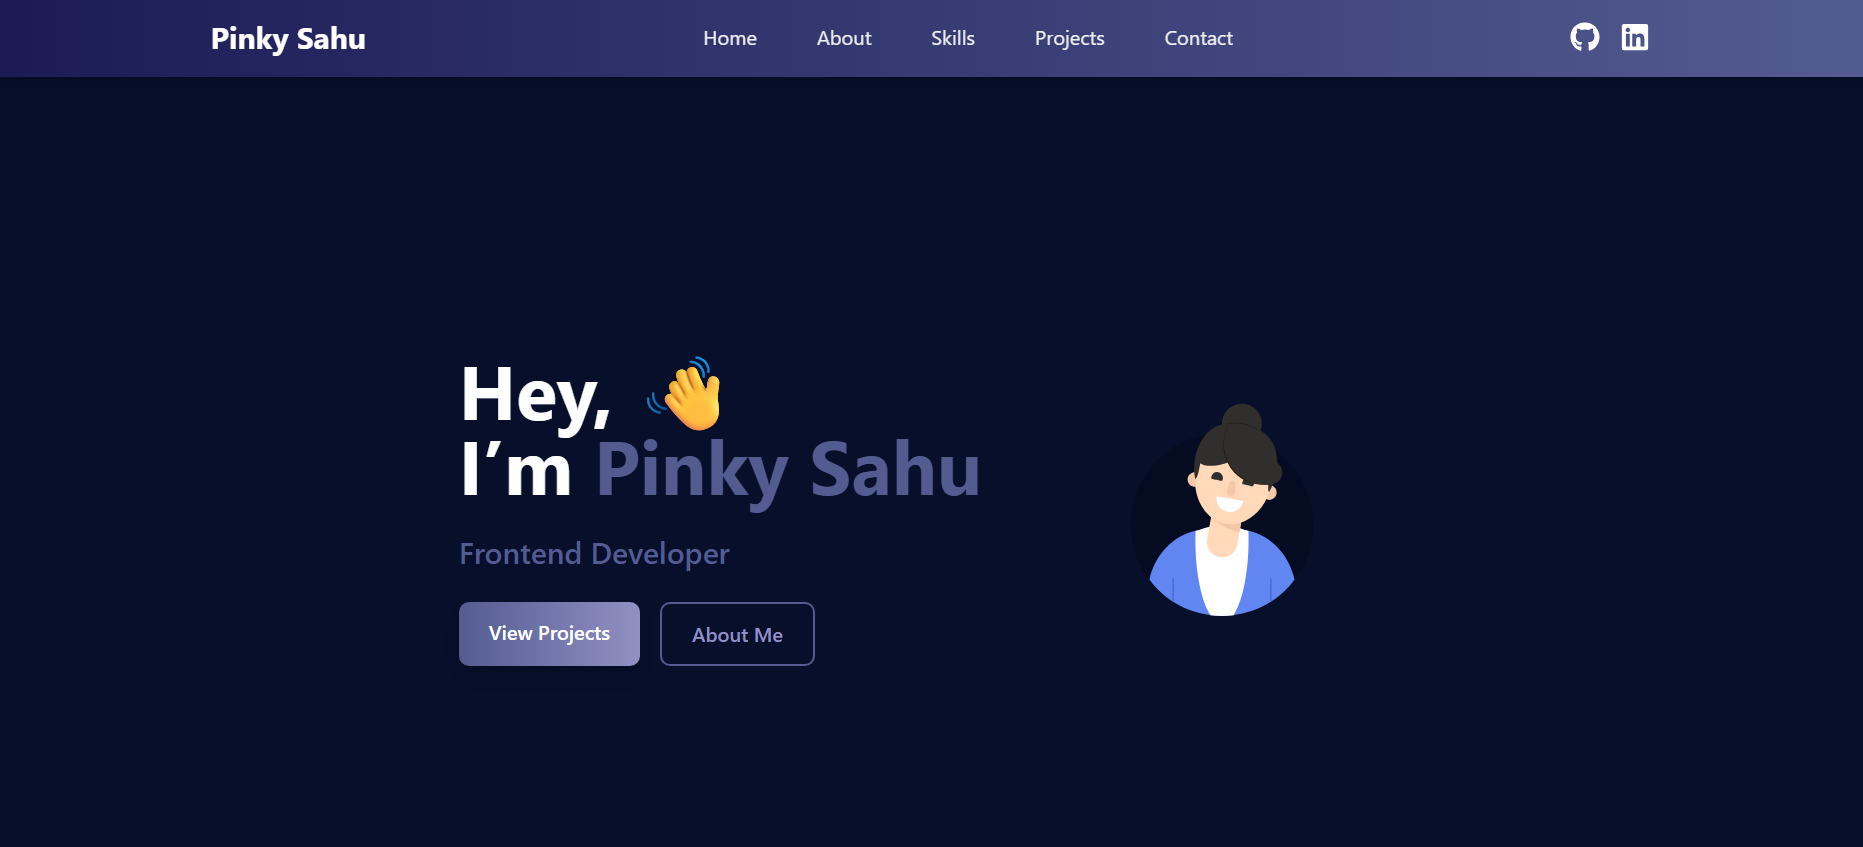 Pinky Sahu
Home About Skills Projects Contact
Hey, 👋
I’m Pinky Sahu
Frontend Developer
View Projects About Me